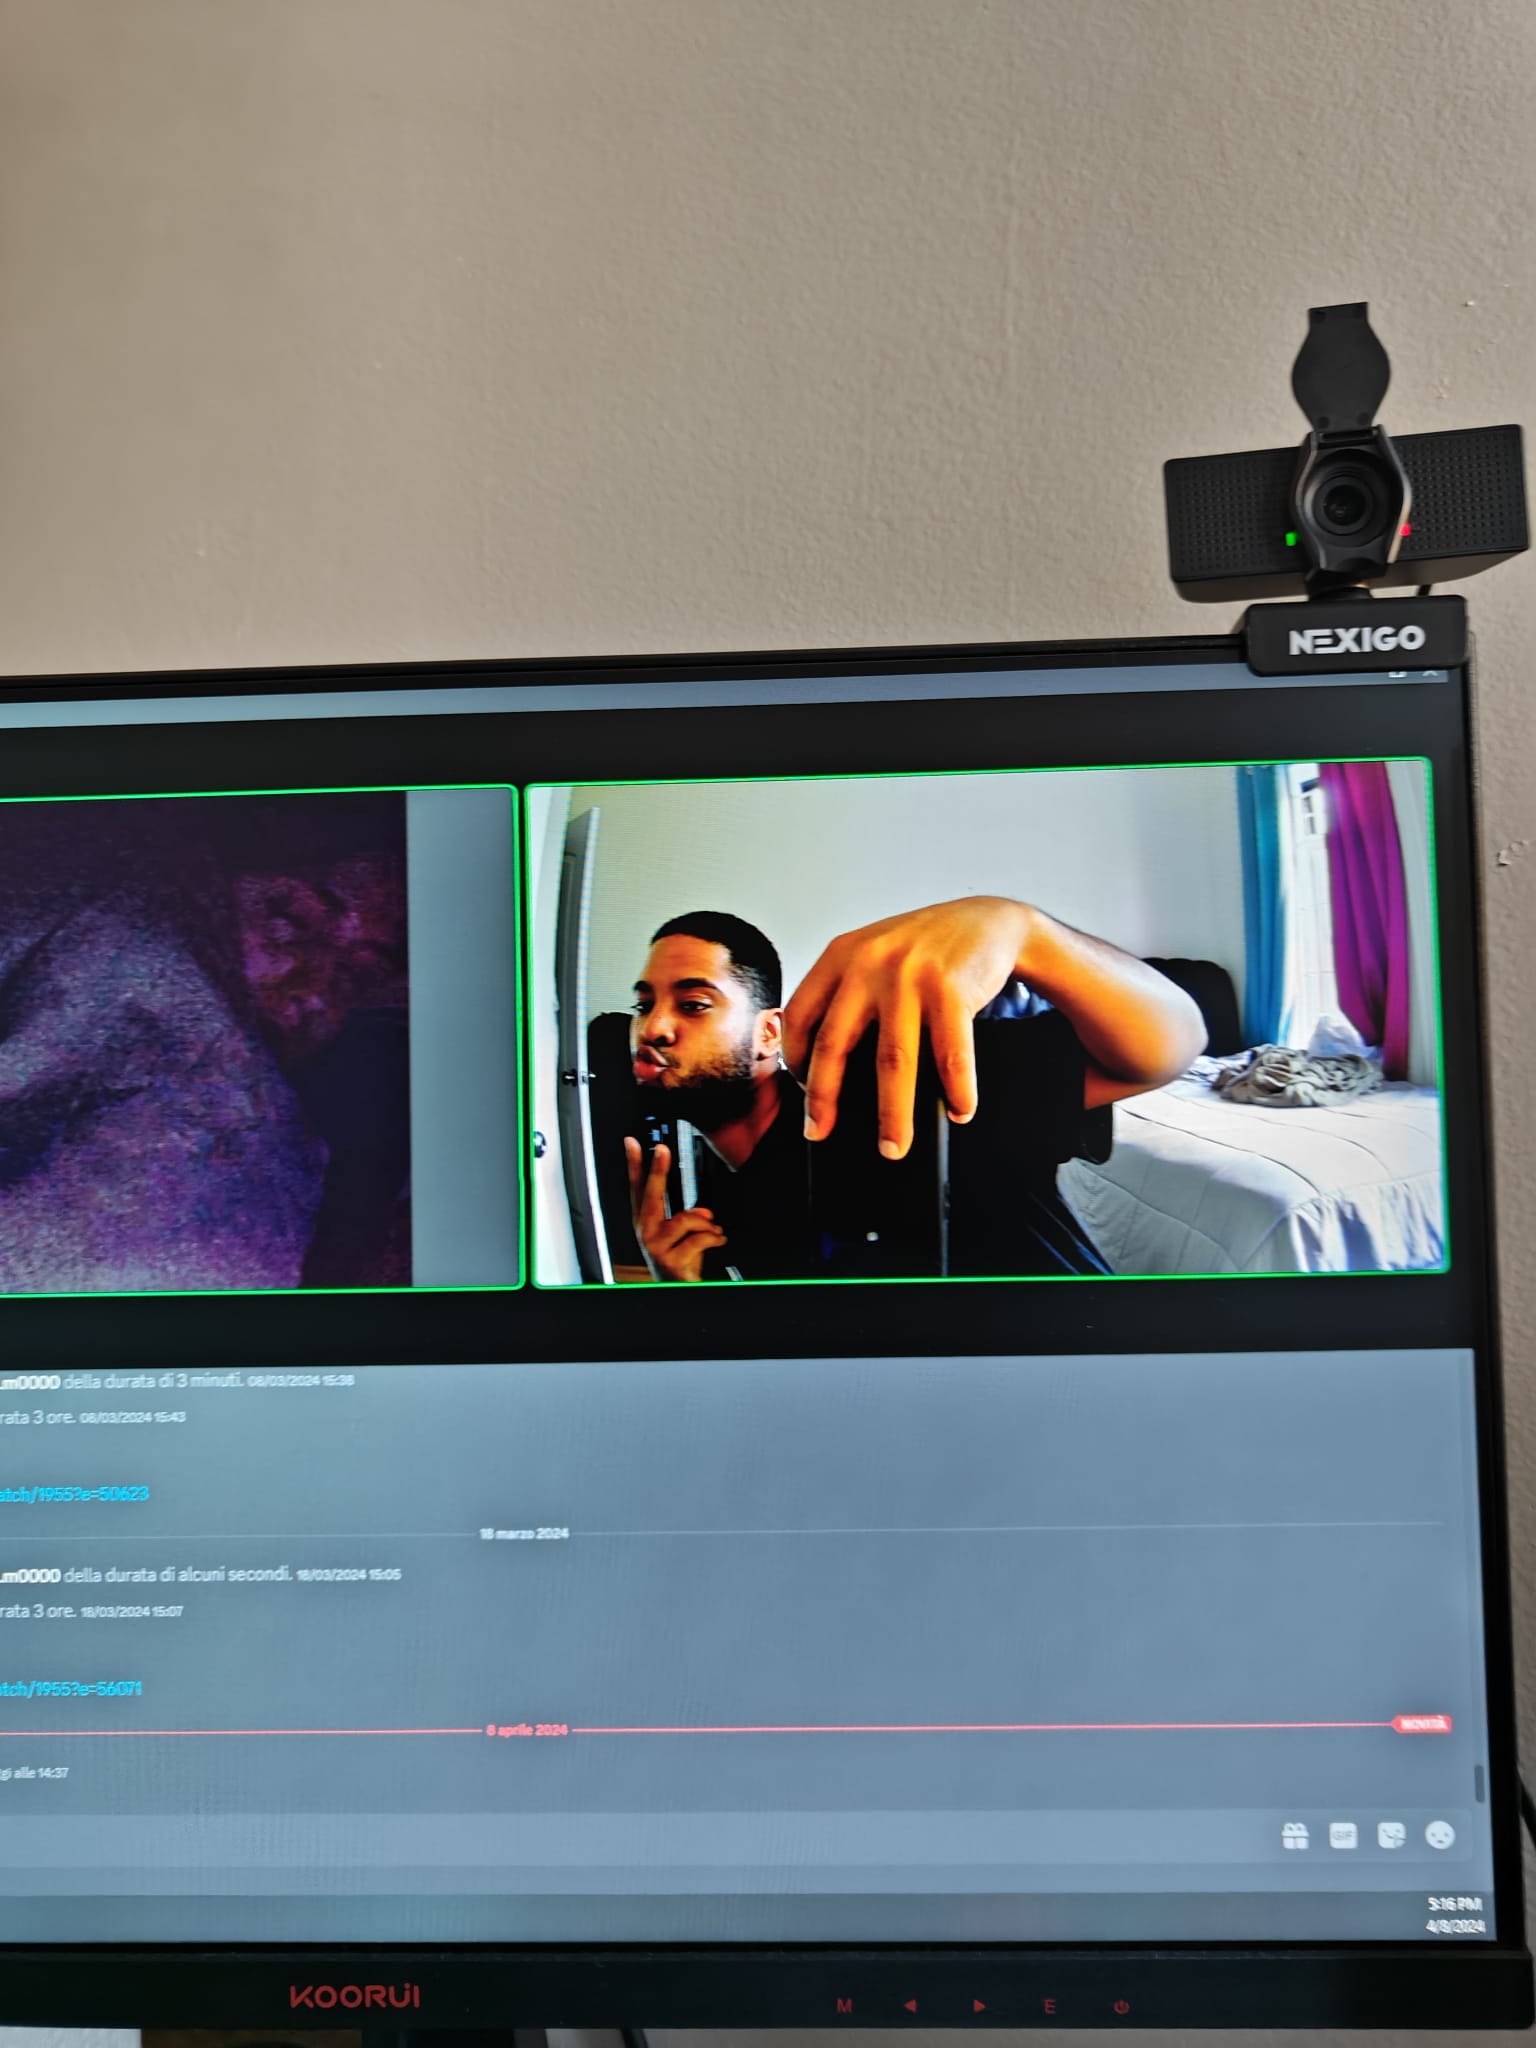 NEXIGO
.m0000 della durata di 3 minuti. 08/03/2024 15:38
rata 3 ore. 08/03/2024 15:43
atch/1955?e=50623
18 marzo 2024
.m0000 della durata di alcuni secondi. 18/03/2024 15:05
rata 3 ore. 18/03/2024 15:07
atch/1955?e=56071
8 aprile 2024
NOVITÀ
gi alle 14:37
GIF
5:16 PM
4/8/2024
KOORUI
M
E